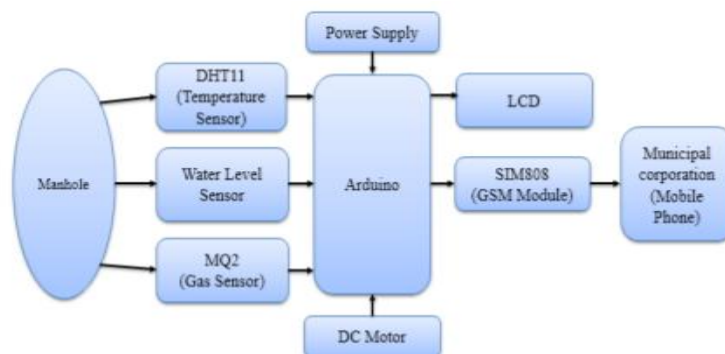 Power Supply
DHT11
(Temperature
Sensor)
LCD
Manhole
Water Level
Sensor
Arduino
SIM808
(GSM Module)
Municipal
corporation
(Mobile
Phone)
MQ2
(Gas Sensor)
DC Motor